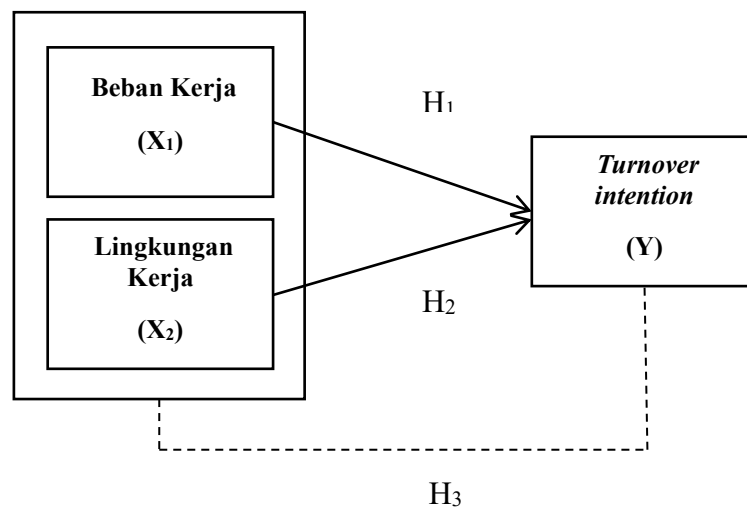 Beban Kerja
(X₁)
H₁
Turnover
intention
(Y)
Lingkungan
Kerja
(X₂)
H₂
H₃